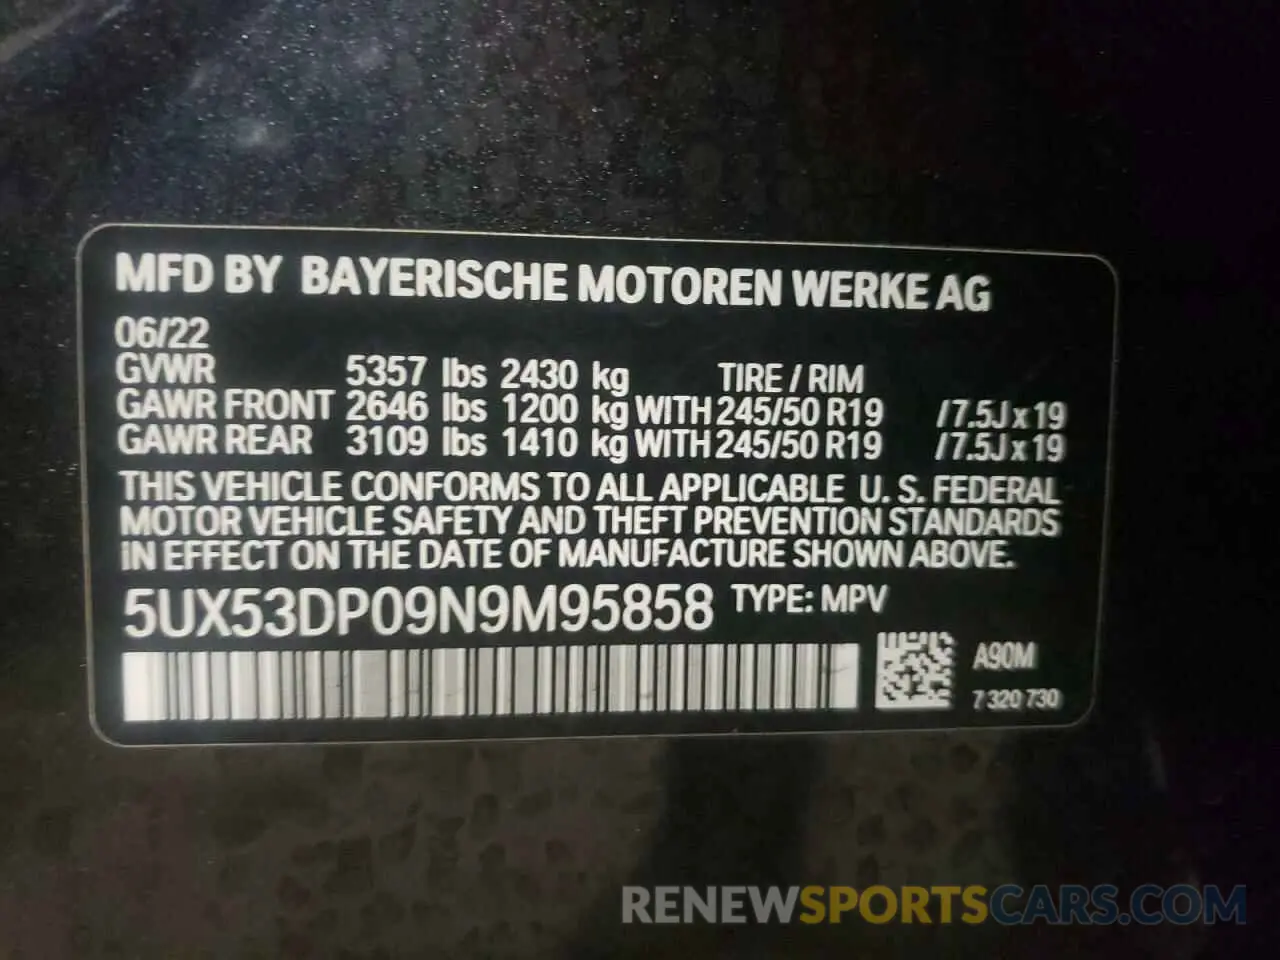 MFD BY BAYERISCHE MOTOREN WERKE AG
06/22
GVWR 5357 lbs 2430 kg TIRE / RIM
GAWR FRONT 2646 lbs 1200 kg WITH 245/50 R19 / 7.5J x 19
GAWR REAR 3109 lbs 1410 kg WITH 245/50 R19 / 7.5J x 19
THIS VEHICLE CONFORMS TO ALL APPLICABLE U. S. FEDERAL
MOTOR VEHICLE SAFETY AND THEFT PREVENTION STANDARDS
IN EFFECT ON THE DATE OF MANUFACTURE SHOWN ABOVE.
5UX53DP09N9M95858 TYPE: MPV
A90M
7 320 730
RENEWSPORTSCARS.COM